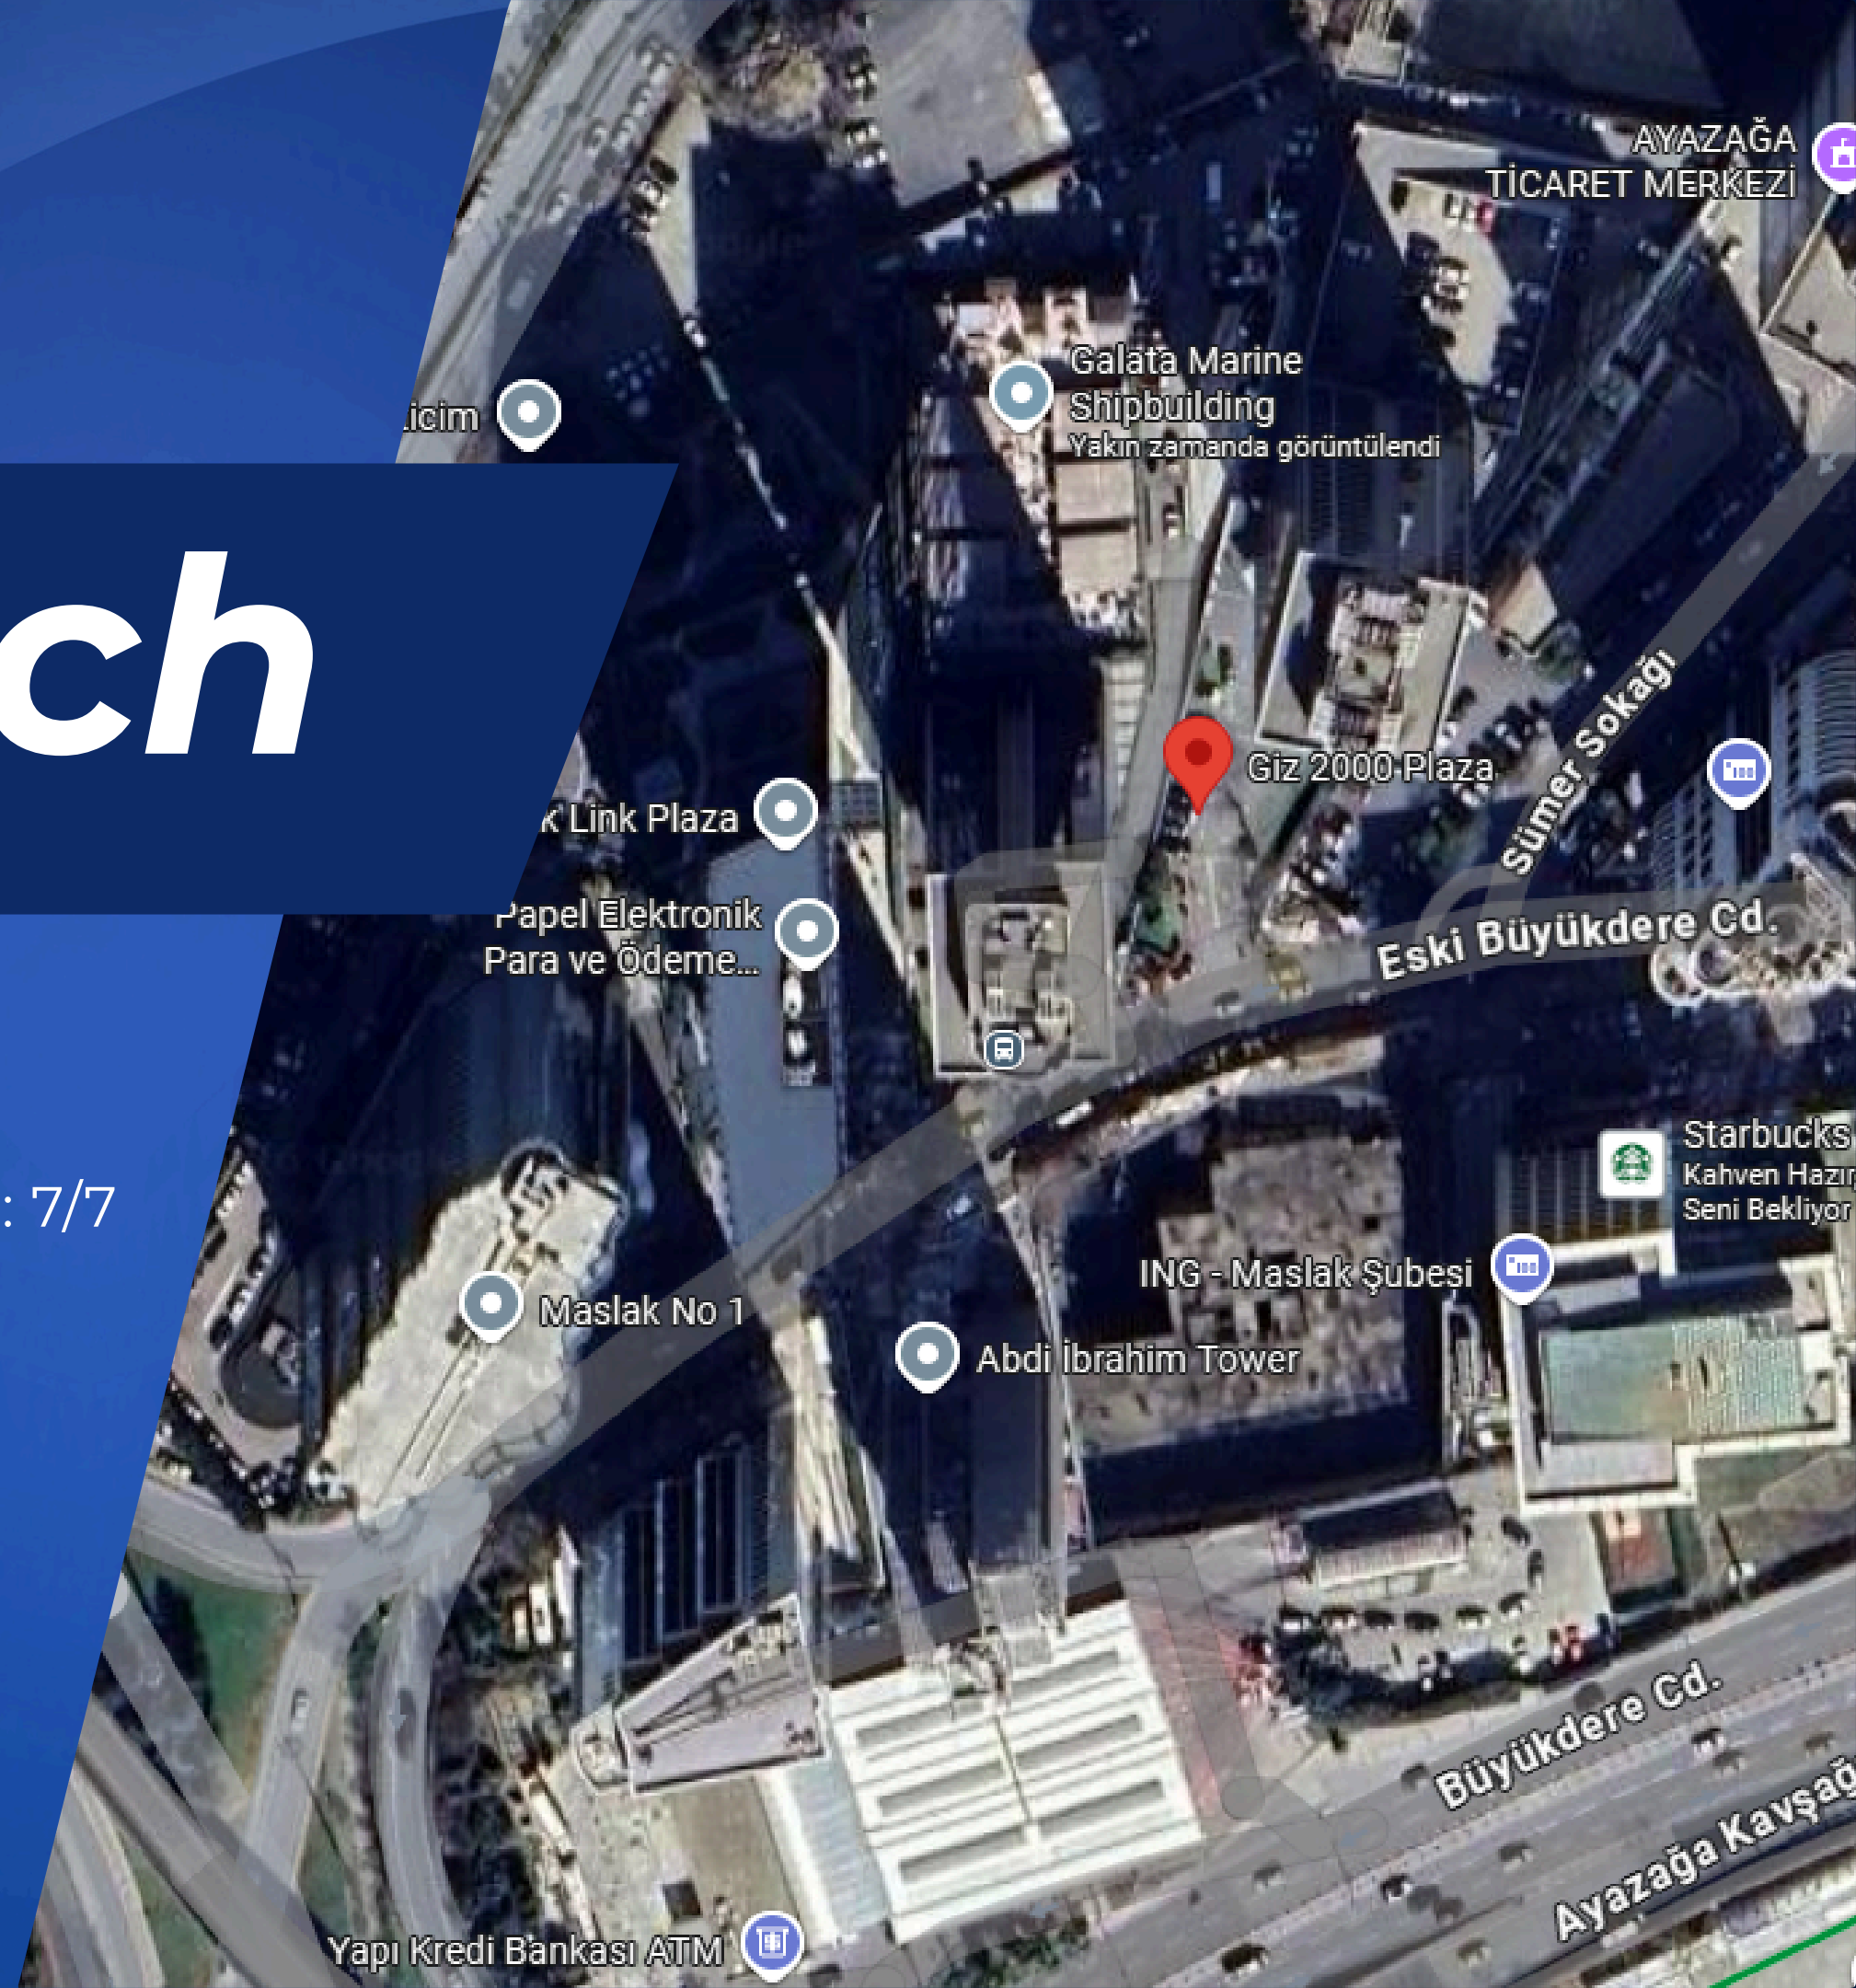 AYAZAĞA
TİCARET MERKEZİ
Galata Marine
Shipbuilding
Yakın zamanda görüntülendi
icim
ch
Sümer Sokağı
Giz 2000 Plaza
k Link Plaza
Papel Elektronik
Para ve Ödeme...
Eski Büyükdere Cd.
Starbucks
Kahven Hazır,
Seni Bekliyor
: 7/7
ING - Maslak Şubesi
Maslak No 1
Abdi İbrahim Tower
Büyükdere Cd.
Ayazağa Kavşağ
Yapı Kredi Bankası ATM